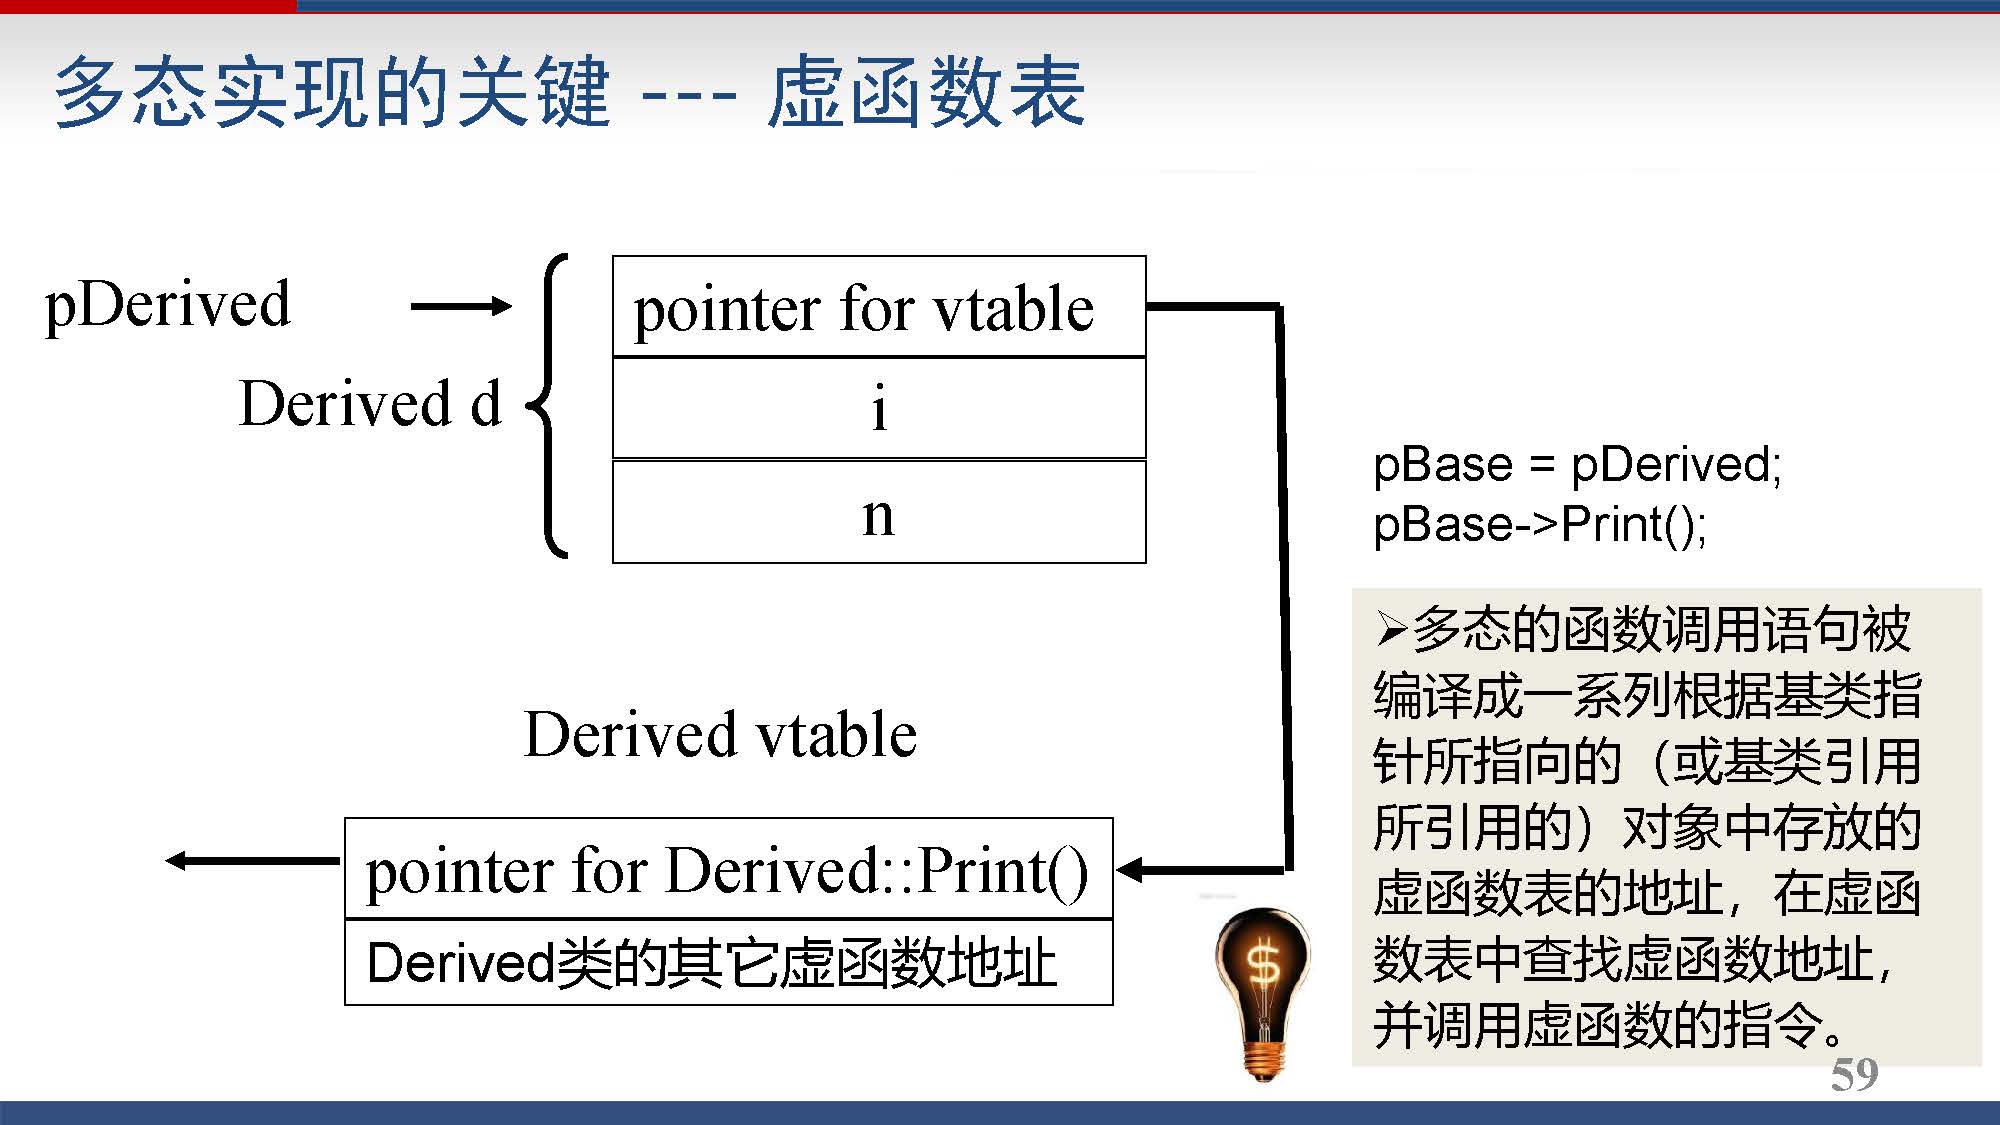 多态实现的关键 --- 虚函数表
pDerived
Derived d
pointer for vtable
i
n
pBase = pDerived;
pBase->Print();
➢多态的函数调用语句被
编译成一系列根据基类指
针所指向的（或基类引用
所引用的）对象中存放的
虚函数表的地址，在虚函
数表中查找虚函数地址，
并调用虚函数的指令。
Derived vtable
pointer for Derived::Print()
Derived类的其它虚函数地址
$
59